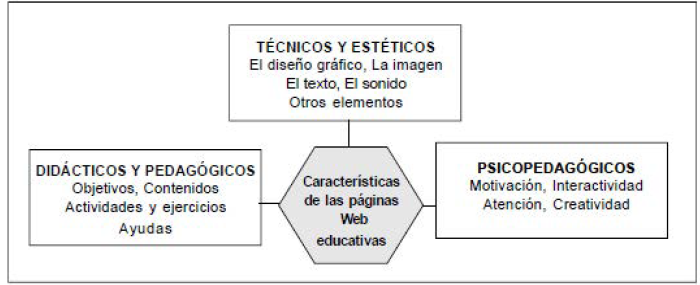 TÉCNICOS Y ESTÉTICOS
El diseño gráfico, La imagen
El texto, El sonido
Otros elementos
DIDÁCTICOS Y PEDAGÓGICOS
Objetivos, Contenidos
Actividades y ejercicios
Ayudas
Características
de las páginas
Web
educativas
PSICOPEDAGÓGICOS
Motivación, Interactividad
Atención, Creatividad